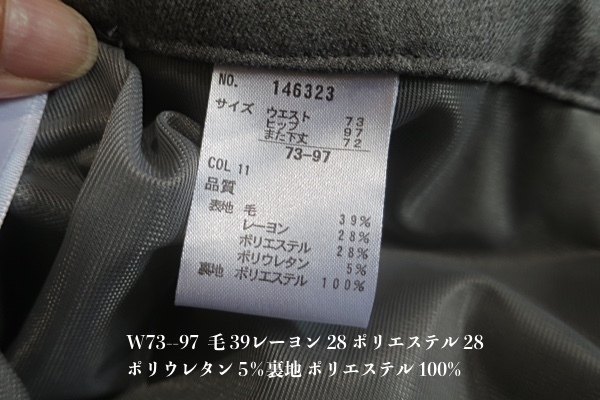 NO. 146323
サイズ ウエスト 73
ヒップ 97
また下丈 72
73-97
COL 11
品質
表地 毛 39%
レーヨン 28%
ポリエステル 28%
ポリウレタン 5%
裏地 ポリエステル 100%
W73--97 毛39レーヨン 28 ポリエステル 28
ポリウレタン 5%裏地 ポリエステル 100%